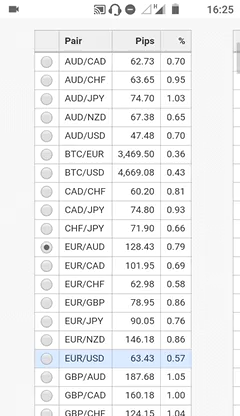 16:25
Pair Pips %
AUD/CAD 62.73 0.70
AUD/CHF 63.65 0.95
AUD/JPY 74.70 1.03
AUD/NZD 67.38 0.65
AUD/USD 47.48 0.70
BTC/EUR 3,469.50 0.36
BTC/USD 4,669.08 0.43
CAD/CHF 60.20 0.81
CAD/JPY 74.80 0.93
CHF/JPY 71.90 0.66
EUR/AUD 128.43 0.79
EUR/CAD 101.95 0.69
EUR/CHF 62.98 0.58
EUR/GBP 78.95 0.86
EUR/JPY 90.05 0.76
EUR/NZD 146.18 0.86
EUR/USD 63.43 0.57
GBP/AUD 187.68 1.05
GBP/CAD 160.18 1.00
GBP/CHF 124.15 1.04